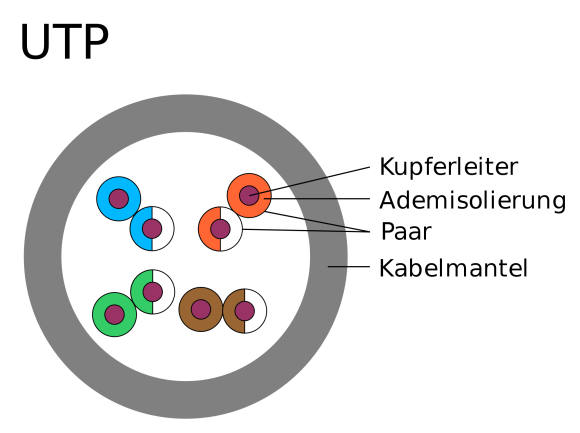 UTP
Kupferleiter
Ademisolierung
Paar
Kabelmantel